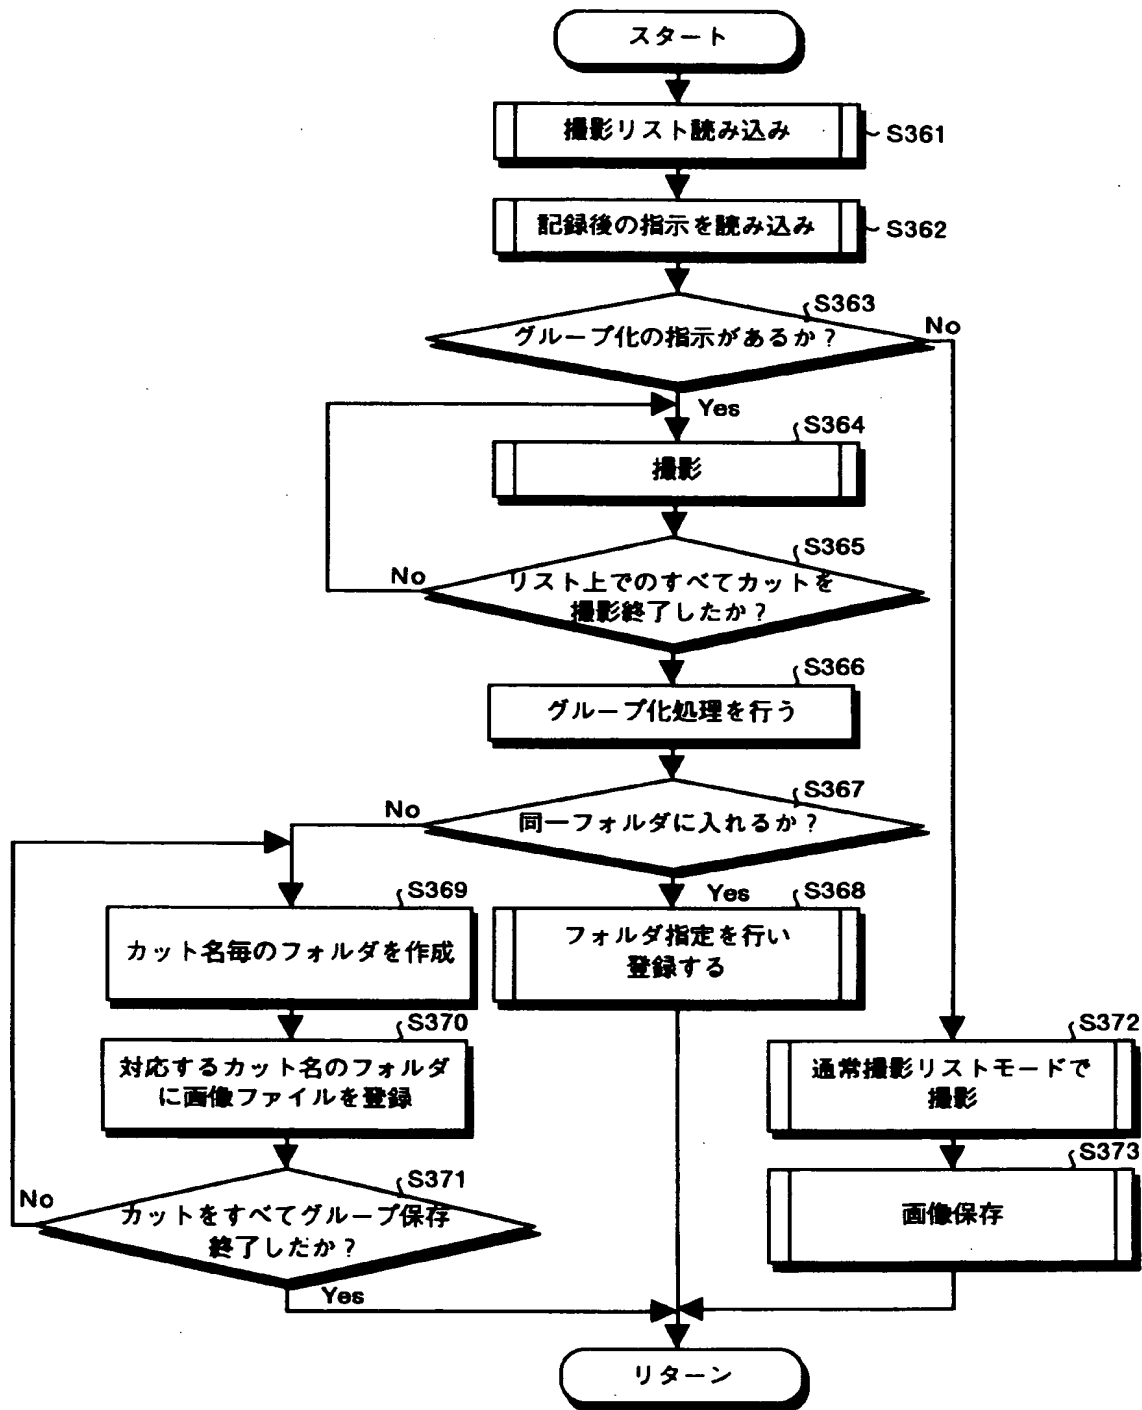 スタート
撮影リスト読み込み
S361
記録後の指示を読み込み
S362
S363
グループ化の指示があるか？
No
Yes
S364
撮影
S365
No
リスト上でのすべてカットを
撮影終了したか？
S366
グループ化処理を行う
S367
No
同一フォルダに入れるか？
S369
カット名毎のフォルダを作成
Yes
S368
フォルダ指定を行い
登録する
S370
対応するカット名のフォルダ
に画像ファイルを登録
S372
通常撮影リストモードで
撮影
S371
No
カットをすべてグループ保存
終了したか？
Yes
S373
画像保存
リターン